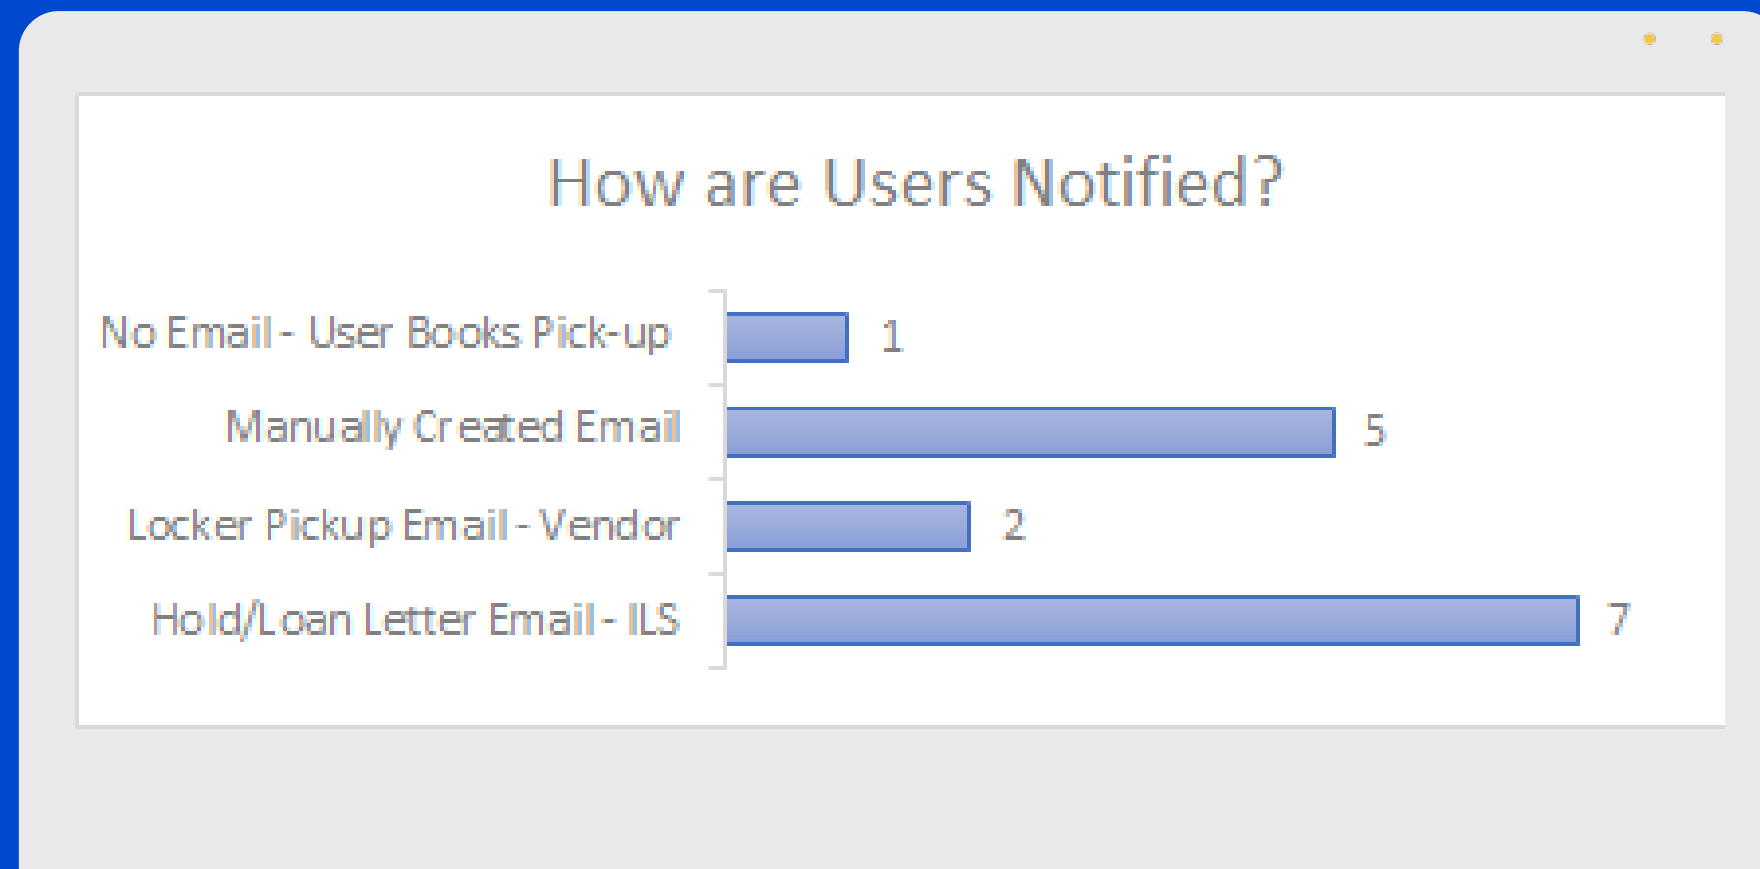 How are Users Notified?
No Email - User Books Pick-up 1
Manually Created Email 5
Locker Pickup Email - Vendor 2
Hold/Loan Letter Email - ILS 7